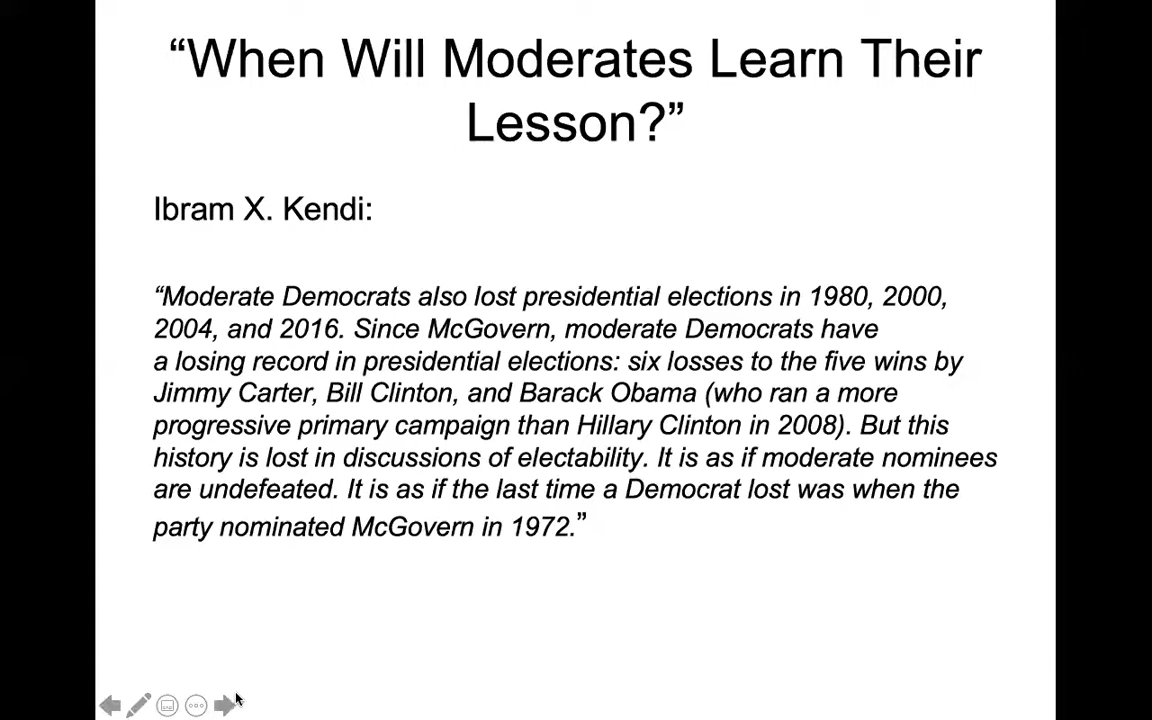 “When Will Moderates Learn Their
Lesson?”
Ibram X. Kendi:
“Moderate Democrats also lost presidential elections in 1980, 2000,
2004, and 2016. Since McGovern, moderate Democrats have
a losing record in presidential elections: six losses to the five wins by
Jimmy Carter, Bill Clinton, and Barack Obama (who ran a more
progressive primary campaign than Hillary Clinton in 2008). But this
history is lost in discussions of electability. It is as if moderate nominees
are undefeated. It is as if the last time a Democrat lost was when the
party nominated McGovern in 1972.”